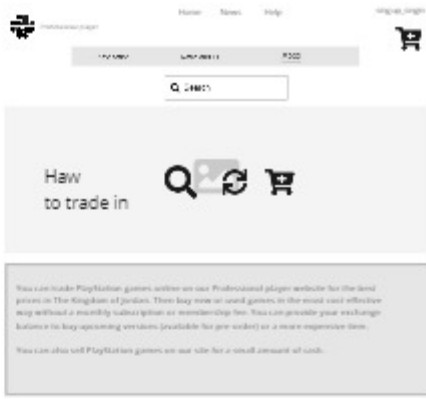 Home News Help
Professional player
Search
Haw
to trade in
You can trade PlayStation games online on our Professional player website for the best
prices in The Kingdom of Jordan. Then buy new or used games in the most cost-effective
way without a monthly subscription or membership fee. You can provide your exchange
balance to buy upcoming versions (available for pre-order) or a more expensive item.
You can also sell PlayStation games on our site for a small amount of cash.